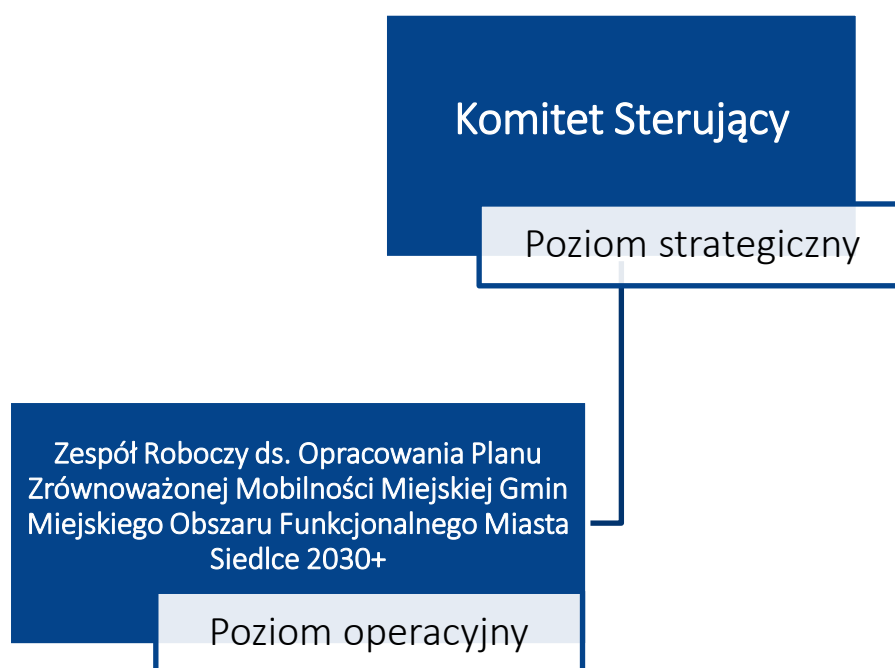 Komitet Sterujący
Poziom strategiczny
Zespół Roboczy ds. Opracowania Planu
Zrównoważonej Mobilności Miejskiej Gmin
Miejskiego Obszaru Funkcjonalnego Miasta
Siedlce 2030+
Poziom operacyjny